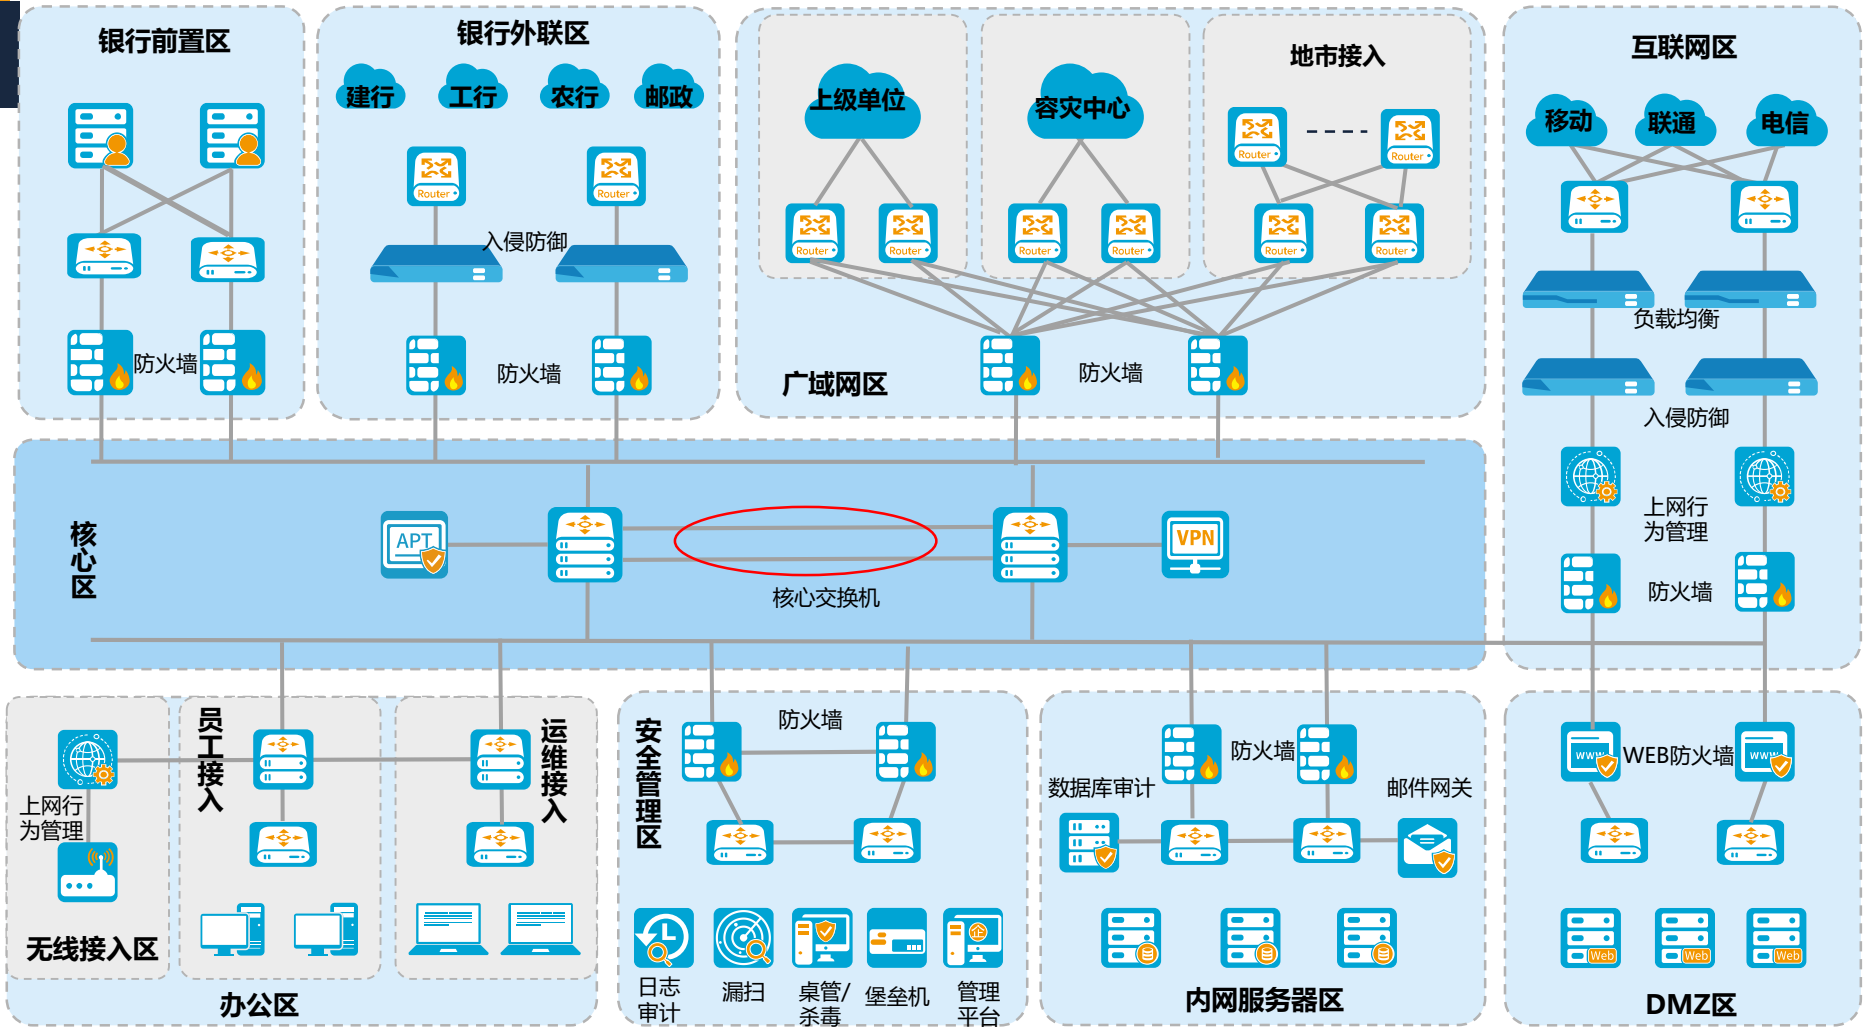 银行前置区
防火墙
银行外联区
建行
工行
农行
邮政
Router
Router
入侵防御
防火墙
上级单位
容灾中心
地市接入
Router
Router
Router
Router
Router
Router
Router
Router
广域网区
防火墙
互联网区
移动
联通
电信
负载均衡
入侵防御
上网行
为管理
防火墙
核心区
APT
VPN
核心交换机
员工接入
运维接入
上网行
为管理
无线接入区
办公区
安全管理区
防火墙
日志
审计
漏扫
桌管/
杀毒
堡垒机
企
管理
平台
防火墙
数据库审计
邮件网关
内网服务器区
WWW
WEB防火墙
WWW
Web
Web
Web
DMZ区